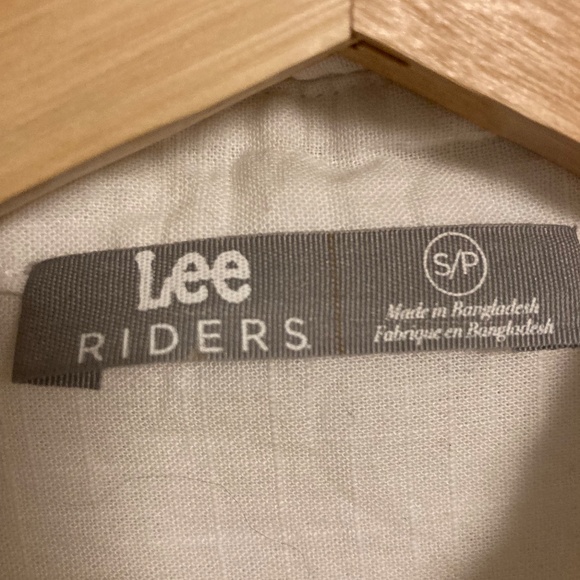 Lee
RIDERS
S/P
Made in Bangladesh
Fabrique en Bangladesh